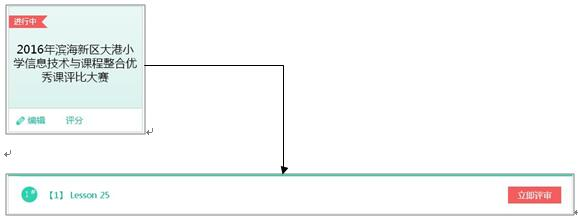 进行中
2016年滨海新区大港小
学信息技术与课程整合优
秀课评比大赛
编辑 评分
【1】 Lesson 25 立即评审